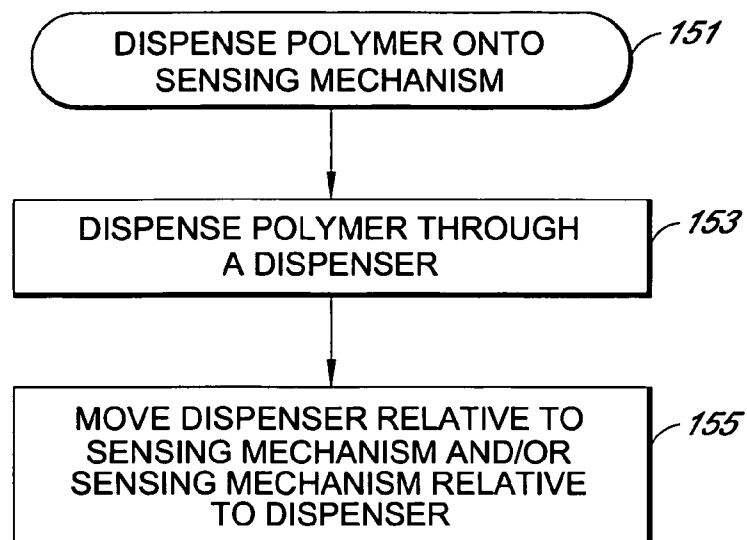 DISPENSE POLYMER ONTO
SENSING MECHANISM
151
DISPENSE POLYMER THROUGH
A DISPENSER
153
MOVE DISPENSER RELATIVE TO
SENSING MECHANISM AND/OR
SENSING MECHANISM RELATIVE
TO DISPENSER
155